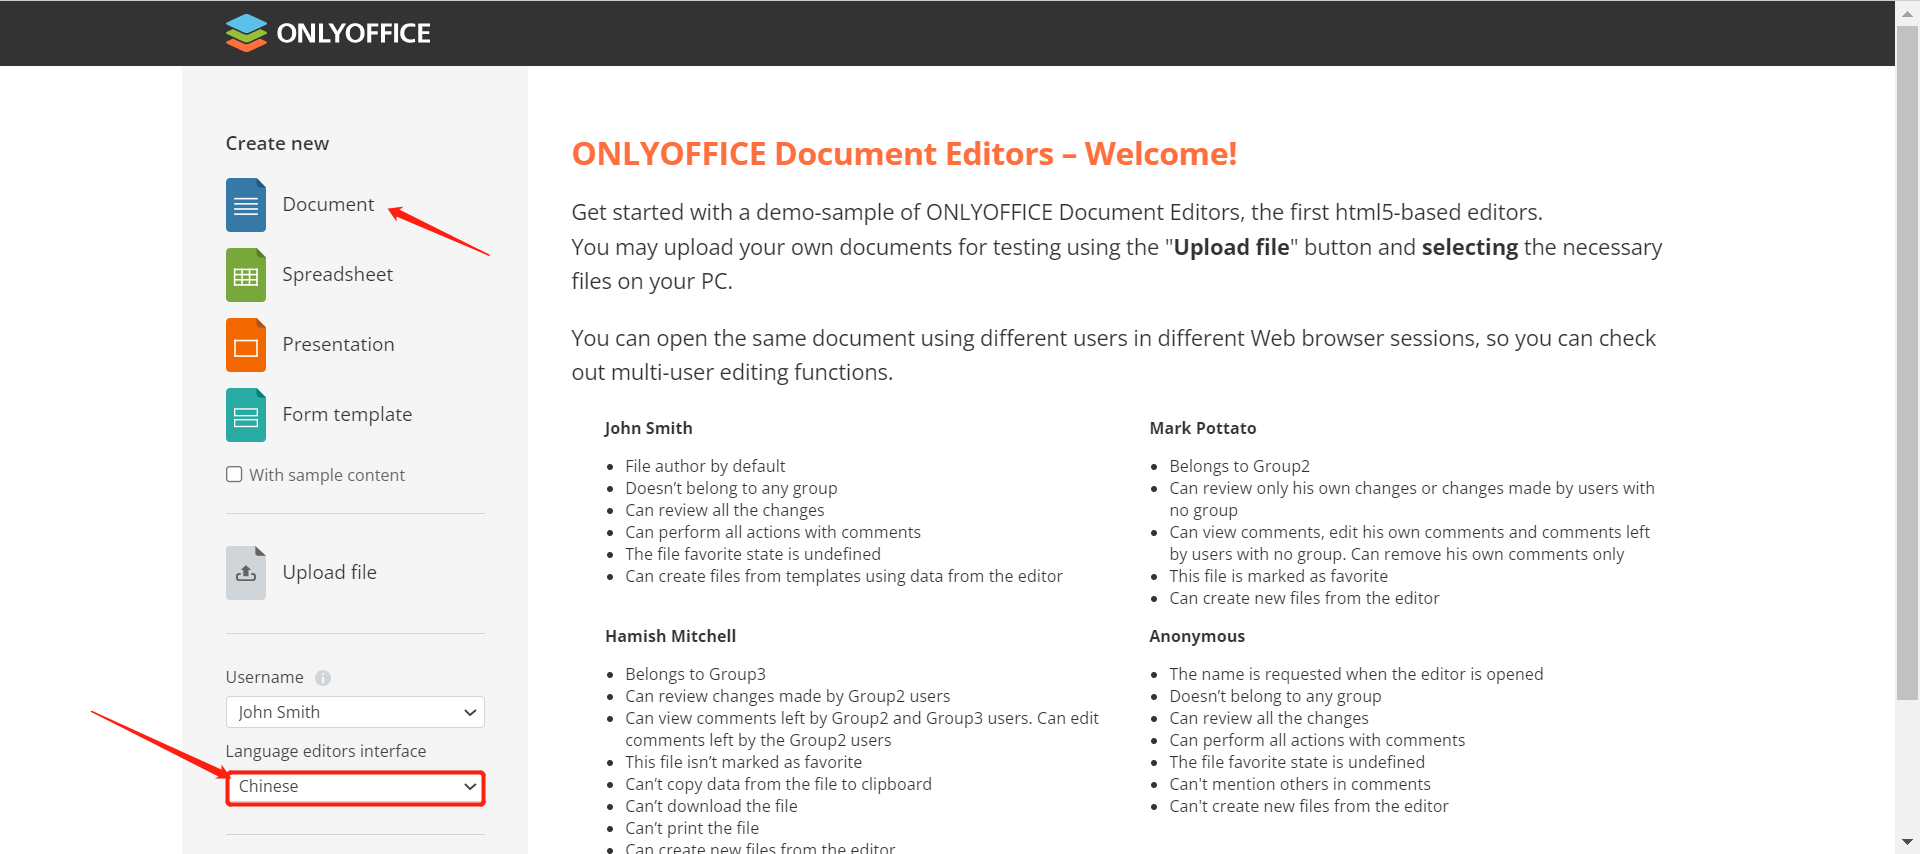 ONLYOFFICE
Create new
Document
Spreadsheet
Presentation
Form template
With sample content
Upload file
Username
John Smith
Language editors interface
Chinese
ONLYOFFICE Document Editors – Welcome!
Get started with a demo-sample of ONLYOFFICE Document Editors, the first html5-based editors.
You may upload your own documents for testing using the "Upload file" button and selecting the necessary
files on your PC.
You can open the same document using different users in different Web browser sessions, so you can check
out multi-user editing functions.
John Smith
File author by default
Doesn’t belong to any group
Can review all the changes
Can perform all actions with comments
The file favorite state is undefined
Can create files from templates using data from the editor
Mark Pottato
Belongs to Group2
Can review only his own changes or changes made by users with
no group
Can view comments, edit his own comments and comments left
by users with no group. Can remove his own comments only
This file is marked as favorite
Can create new files from the editor
Hamish Mitchell
Belongs to Group3
Can review changes made by Group2 users
Can view comments left by Group2 and Group3 users. Can edit
comments left by the Group2 users
This file isn’t marked as favorite
Can’t copy data from the file to clipboard
Can’t download the file
Can’t print the file
Can create new files from the editor
Anonymous
The name is requested when the editor is opened
Doesn’t belong to any group
Can review all the changes
Can perform all actions with comments
The file favorite state is undefined
Can't mention others in comments
Can't create new files from the editor